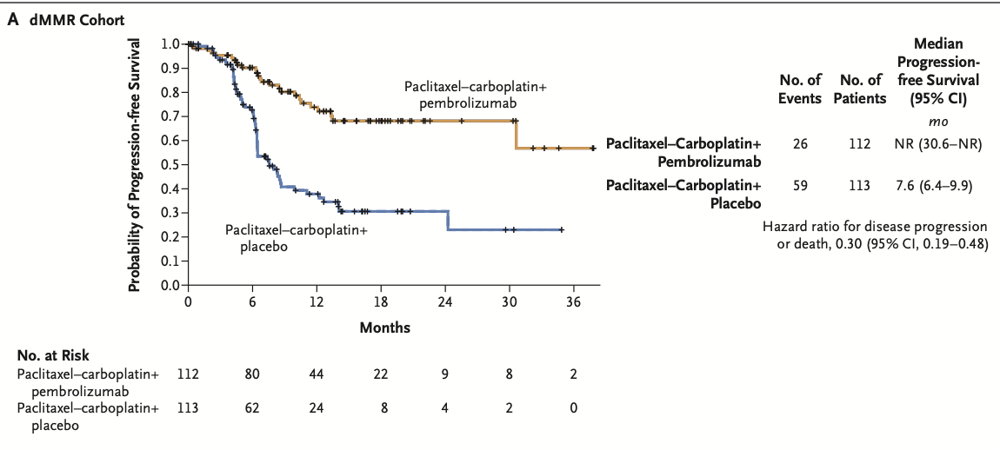 A dMMR Cohort
Probability of Progression-free Survival
1.0
0.9
0.8
0.7
0.6
0.5
0.4
0.3
0.2
0.1
0.0
0 6 12 18 24 30 36
Months
Paclitaxel–carboplatin+
pembrolizumab
Paclitaxel–carboplatin+
placebo
No. of
Events
No. of
Patients
Median
Progression-
free Survival
(95% CI)
mo
Paclitaxel–Carboplatin+
Pembrolizumab
26 112 NR (30.6–NR)
Paclitaxel–Carboplatin+
Placebo
59 113 7.6 (6.4–9.9)
Hazard ratio for disease progression
or death, 0.30 (95% CI, 0.19–0.48)
No. at Risk
Paclitaxel–carboplatin+
pembrolizumab
112 80 44 22 9 8 2
Paclitaxel–carboplatin+
placebo
113 62 24 8 4 2 0